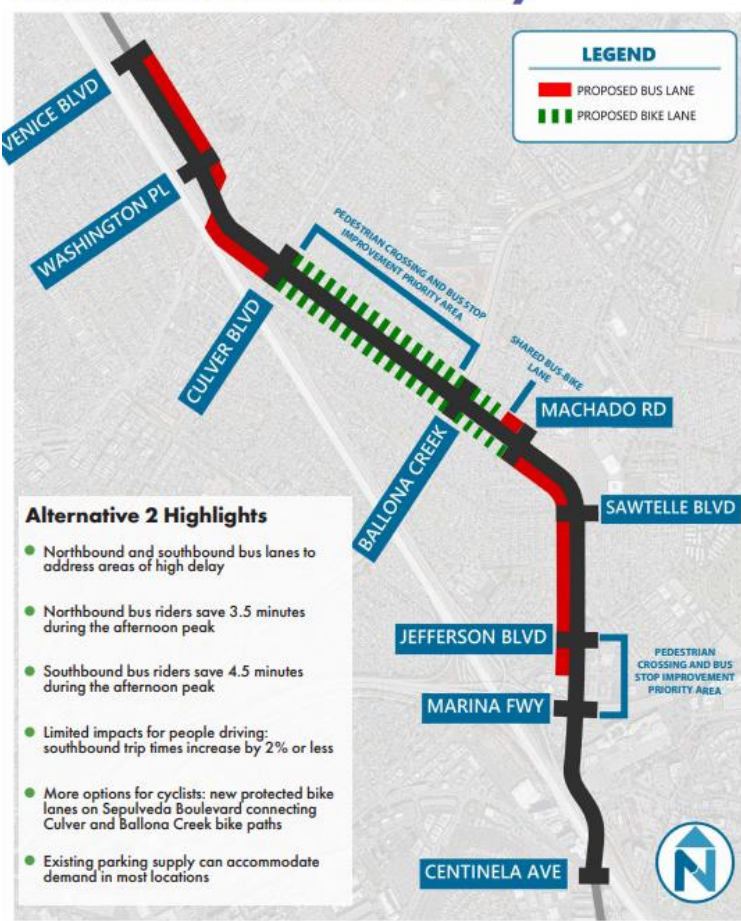 LEGEND
PROPOSED BUS LANE
PROPOSED BIKE LANE
VENICE BLVD
WASHINGTON PL
CULVER BLVD
PEDESTRIAN CROSSING AND BUS STOP
IMPROVEMENT PRIORITY AREA
SHARED BUS-BIKE
LANE
MACHADO RD
BALLONA CREEK
SAWTELLE BLVD
JEFFERSON BLVD
PEDESTRIAN
CROSSING AND BUS
STOP IMPROVEMENT
PRIORITY AREA
MARINA FWY
CENTINELA AVE
N
Alternative 2 Highlights
Northbound and southbound bus lanes to
address areas of high delay
Northbound bus riders save 3.5 minutes
during the afternoon peak
Southbound bus riders save 4.5 minutes
during the afternoon peak
Limited impacts for people driving:
southbound trip times increase by 2% or less
More options for cyclists: new protected bike
lanes on Sepulveda Boulevard connecting
Culver and Ballona Creek bike paths
Existing parking supply can accommodate
demand in most locations